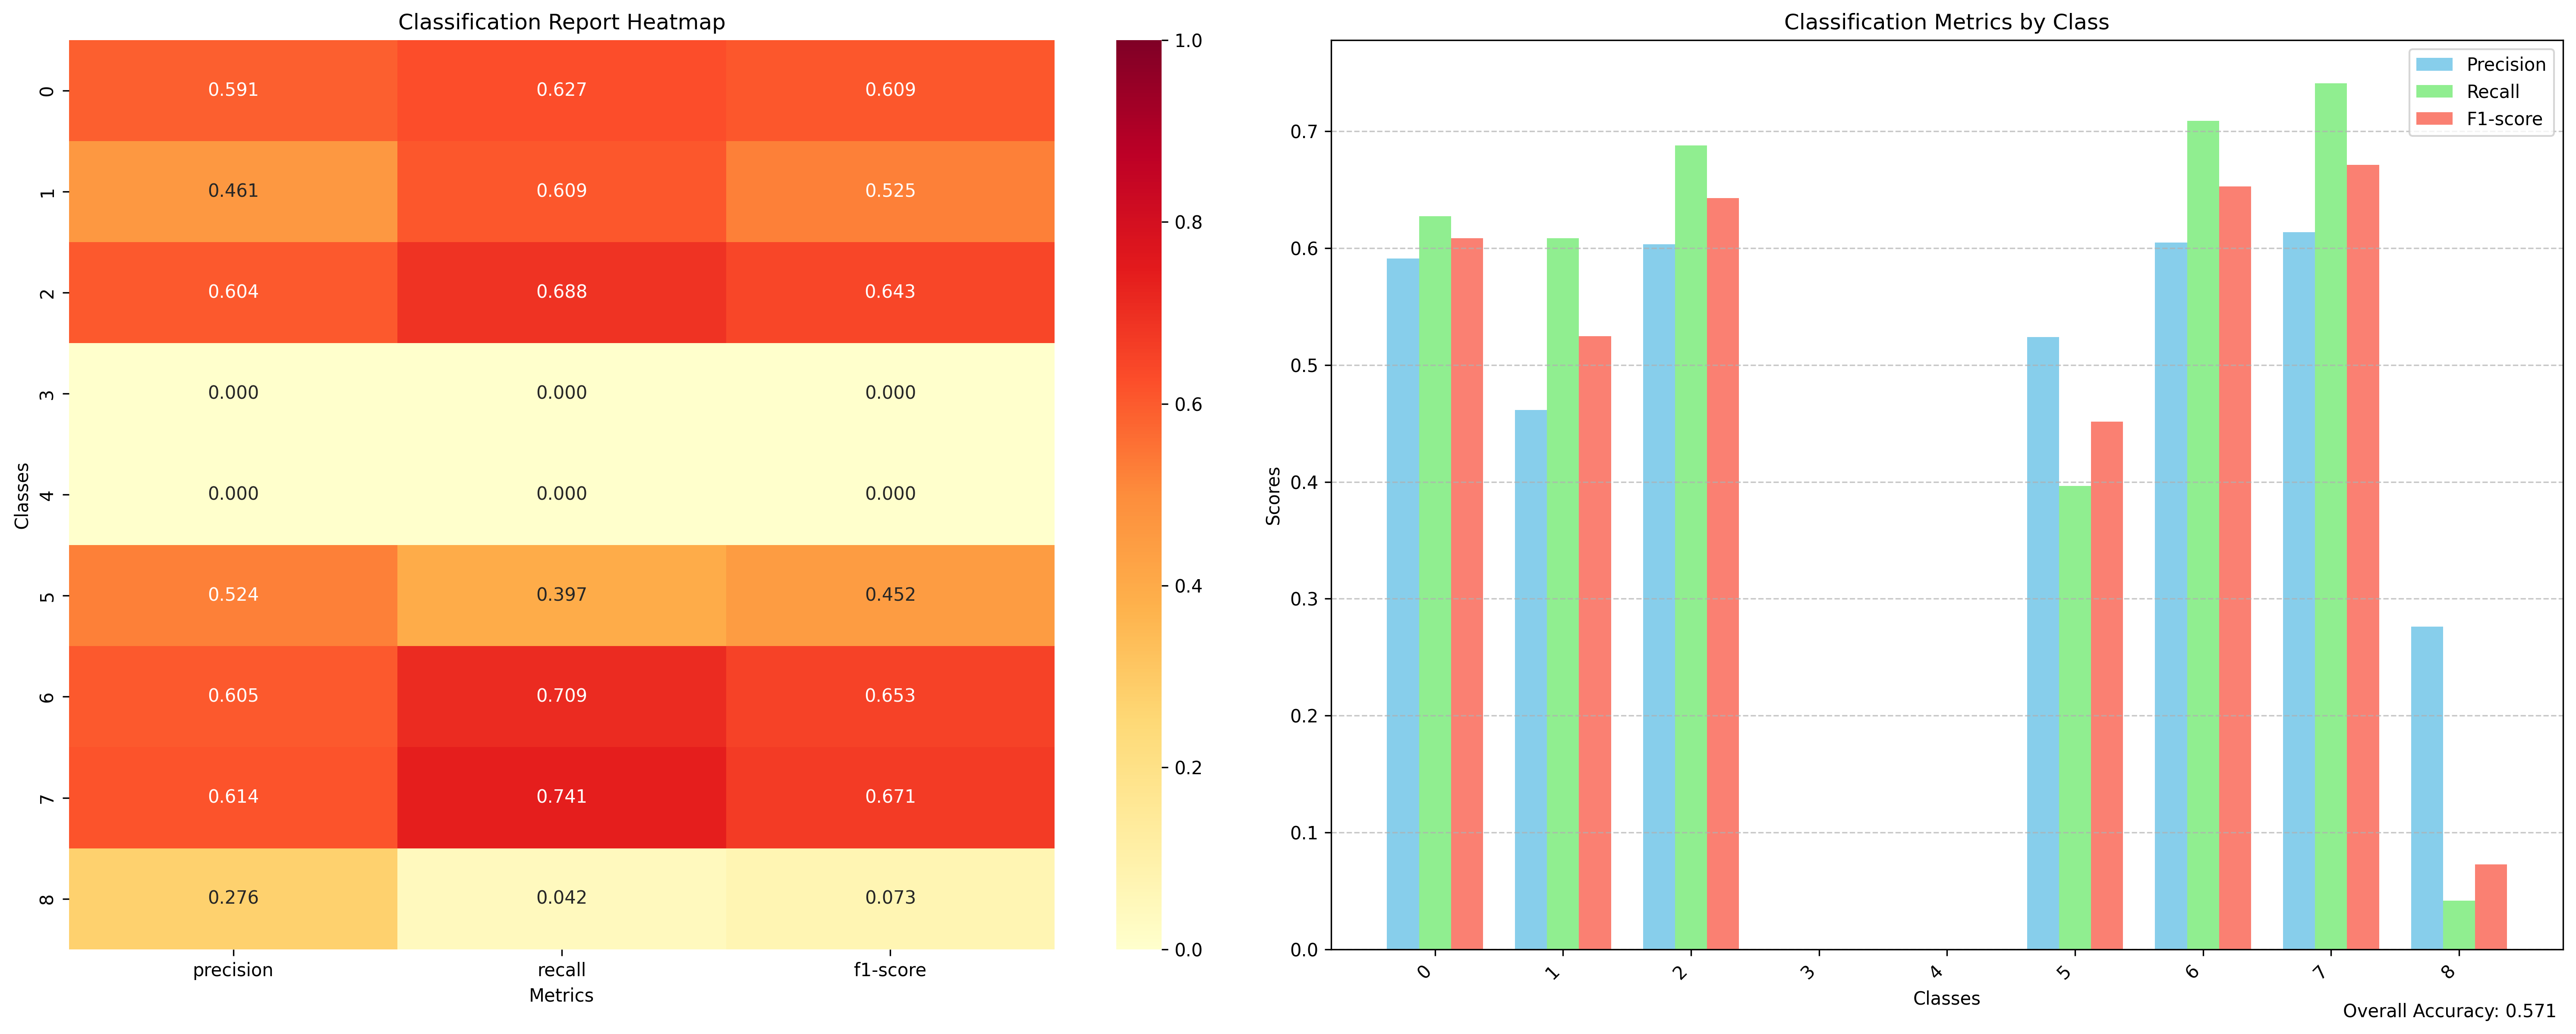 Classification Report Heatmap
Classes
0 0.591 0.627 0.609
1 0.461 0.609 0.525
2 0.604 0.688 0.643
3 0.000 0.000 0.000
4 0.000 0.000 0.000
5 0.524 0.397 0.452
6 0.605 0.709 0.653
7 0.614 0.741 0.671
8 0.276 0.042 0.073
precision recall f1-score
Metrics
1.0
0.8
0.6
0.4
0.2
0.0
Classification Metrics by Class
Precision
Recall
F1-score
Scores
0.7
0.6
0.5
0.4
0.3
0.2
0.1
0.0
0 1 2 3 4 5 6 7 8
Classes
Overall Accuracy: 0.571